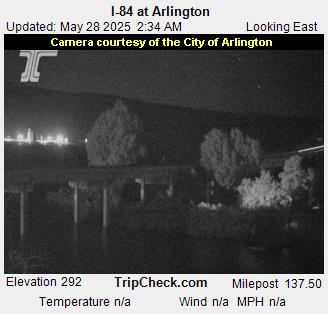 I-84 at Arlington
Updated: May 28 2025 2:34 AM Looking East
Camera courtesy of the City of Arlington
Elevation 292 TripCheck.com Milepost 137.50
Temperature n/a Wind n/a MPH n/a